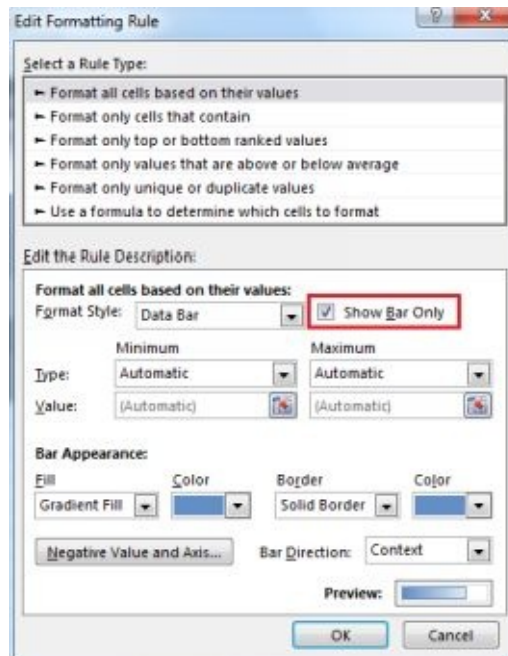 Edit Formatting Rule
Select a Rule Type:
► Format all cells based on their values
► Format only cells that contain
► Format only top or bottom ranked values
► Format only values that are above or below average
► Format only unique or duplicate values
► Use a formula to determine which cells to format
Edit the Rule Description:
Format all cells based on their values:
Format Style: Data Bar Show Bar Only
Minimum Maximum
Type: Automatic Automatic
Value: (Automatic) (Automatic)
Bar Appearance:
Fill Color Border Color
Gradient Fill Solid Border
Negative Value and Axis... Bar Direction: Context
Preview:
OK Cancel